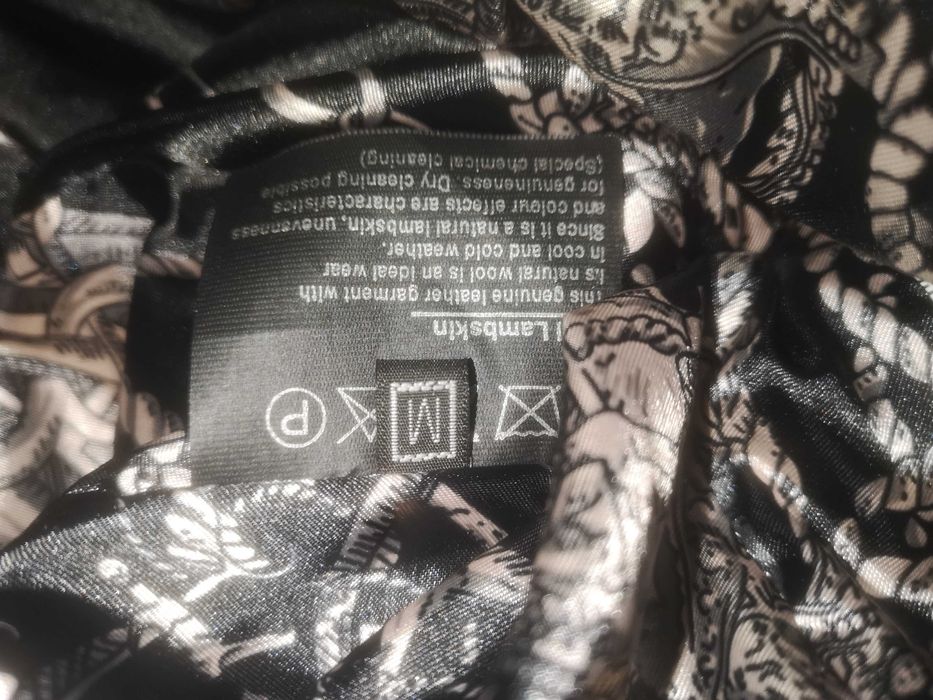 M
P
Lambskin
This genuine leather garment with
its natural wool is an ideal wear
in cool and cold weather.
Since it is a natural lambskin, unevenness
and colour effects are characteristics
for genuineness. Dry cleaning possible
(Special chemical cleaning)